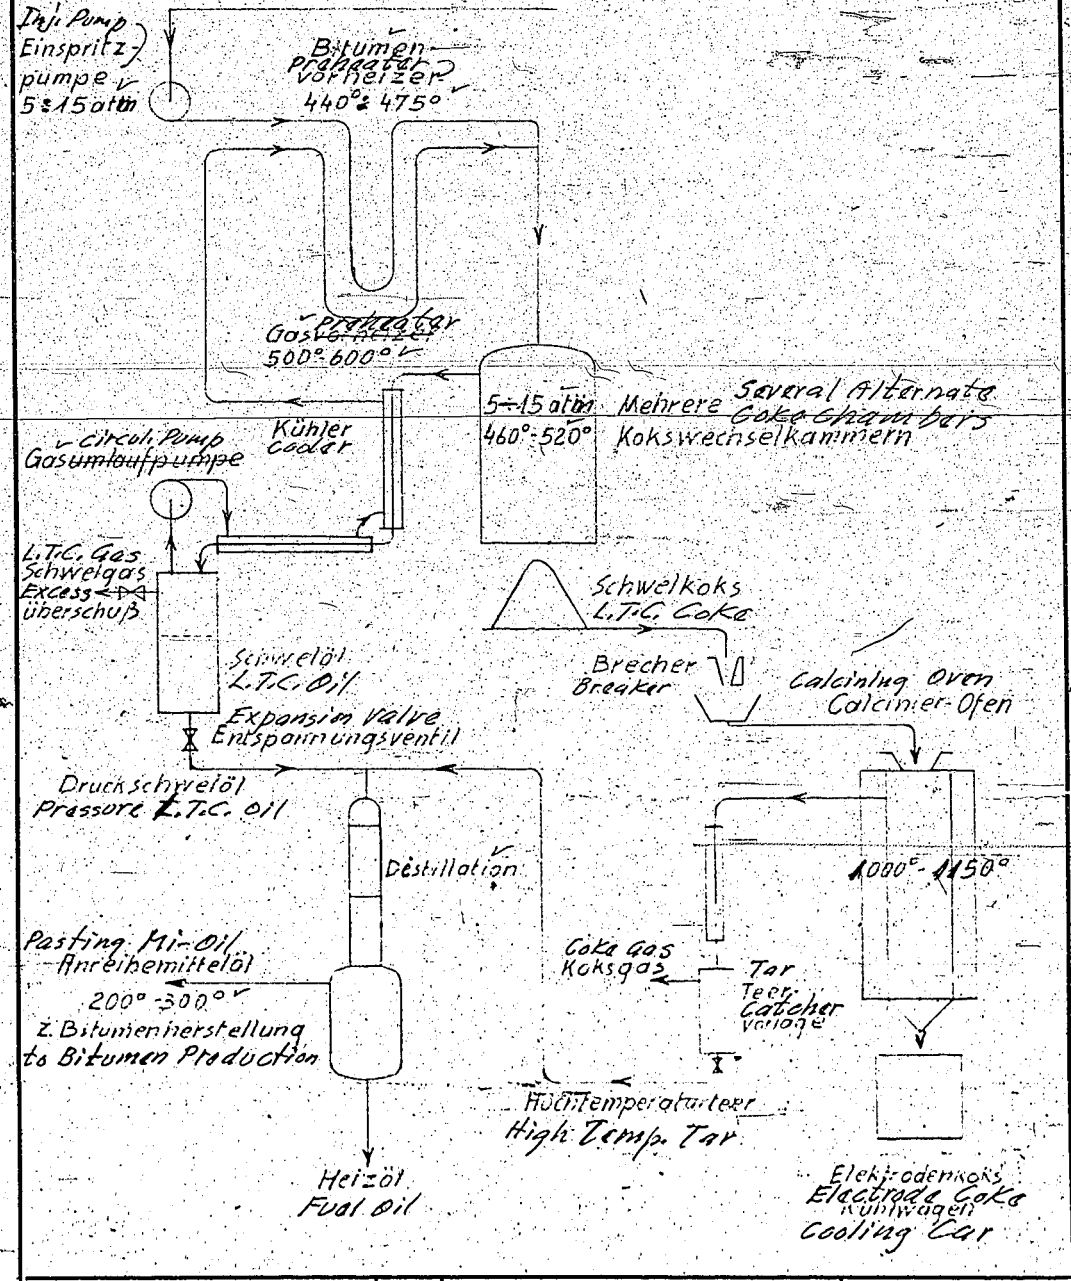 Inj. Pump
Einspritz-
pumpe
5÷15 atm
Bitumen
Preheater
vorheizer
440°÷475°
Preheater
Gasvorheizer
500°-600°
5÷15 atm
460°-520°
Several Alternate
Mehrere Coke Chambers
Kokswechselkammern
Kühler
Cooler
Circul. Pump
Gasumlaufpumpe
L.T.C. Gas
Schwelgas
Excess
überschuß
Schwelöl
L.T.C. Oil
Schwelkoks
L.T.C. Coke
Brecher
Breaker
Calcining Oven
Calcinier-Ofen
Expansion Valve
Entspannungsventil
Druckschwelöl
Pressure L.T.C. Oil
Destillation
1000°-1150°
Pasting Mi-Oil
Anreibemittelöl
200°-300°
z. Bitumenherstellung
to Bitumen Production
Coke Gas
Koksgas
Tar
Teer-
Catcher
vorlage
Hochtemperaturteer
High Temp. Tar
Heizöl
Fual Oil
Elektrodenkoks
Electrode Coke
Kühlwagen
Cooling Car